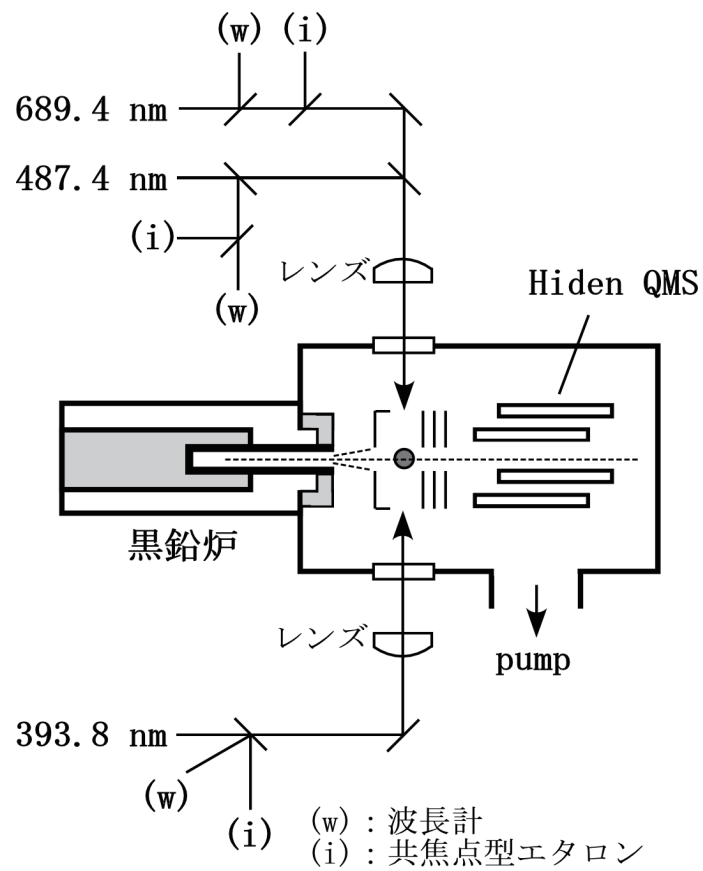 (w) (i)
689.4 nm
487.4 nm
(i)
(w)
レンズ
Hiden QMS
黒鉛炉
レンズ
pump
393.8 nm
(w)
(i)
(w) : 波長計
(i) : 共焦点型エタロン